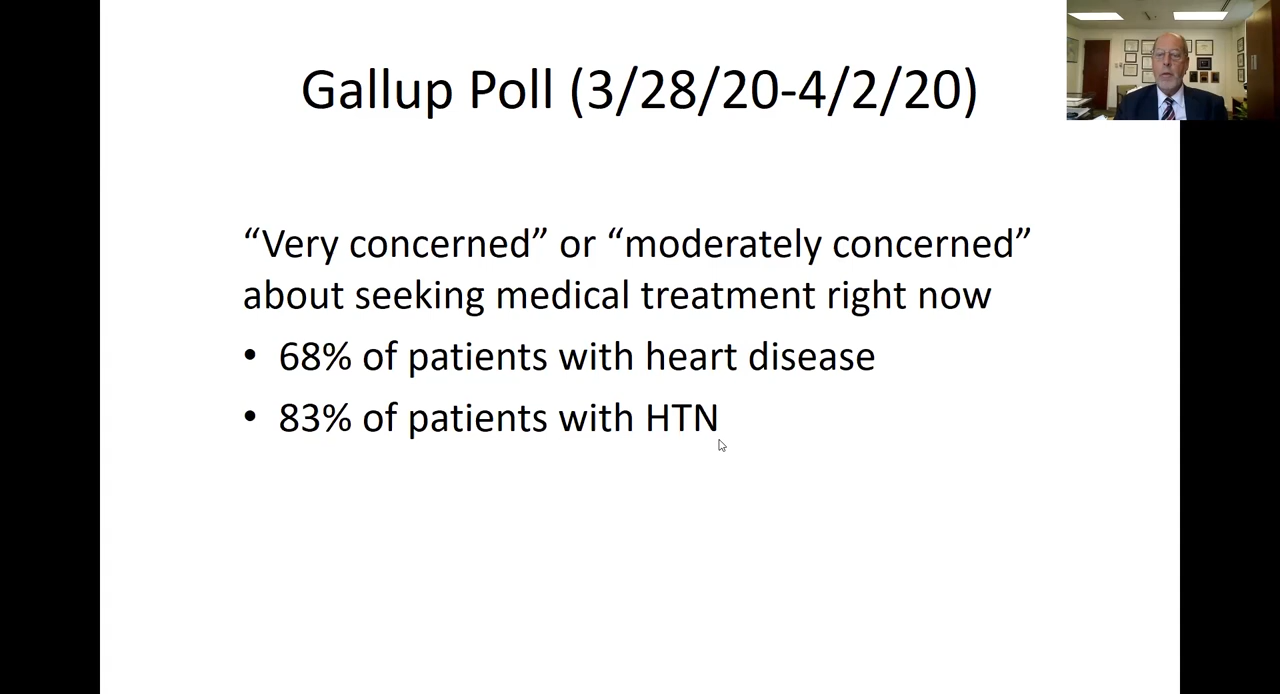 Gallup Poll (3/28/20-4/2/20)
“Very concerned” or “moderately concerned”
about seeking medical treatment right now
• 68% of patients with heart disease
• 83% of patients with HTN